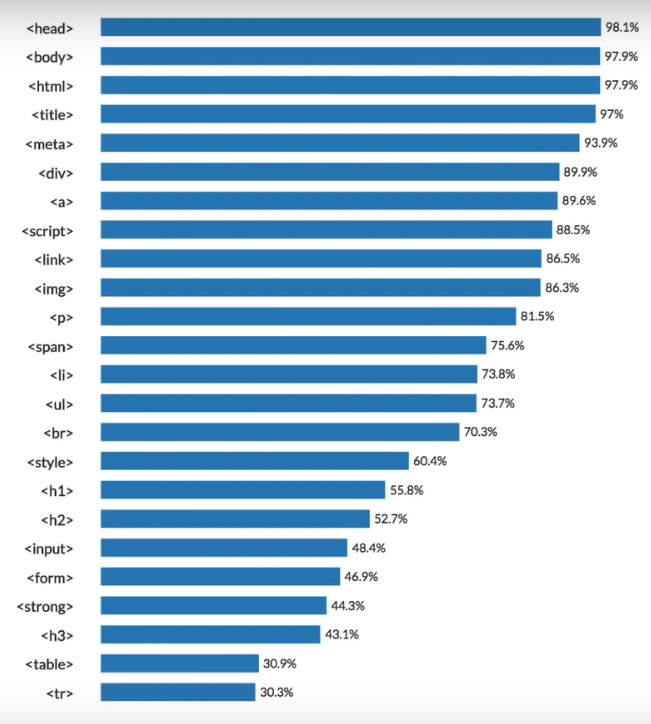 <head> 98.1%
<body> 97.9%
<html> 97.9%
<title> 97%
<meta> 93.9%
<div> 89.9%
<a> 89.6%
<script> 88.5%
<link> 86.5%
<img> 86.3%
<p> 81.5%
<span> 75.6%
<li> 73.8%
<ul> 73.7%
<br> 70.3%
<style> 60.4%
<h1> 55.8%
<h2> 52.7%
<input> 48.4%
<form> 46.9%
<strong> 44.3%
<h3> 43.1%
<table> 30.9%
<tr> 30.3%